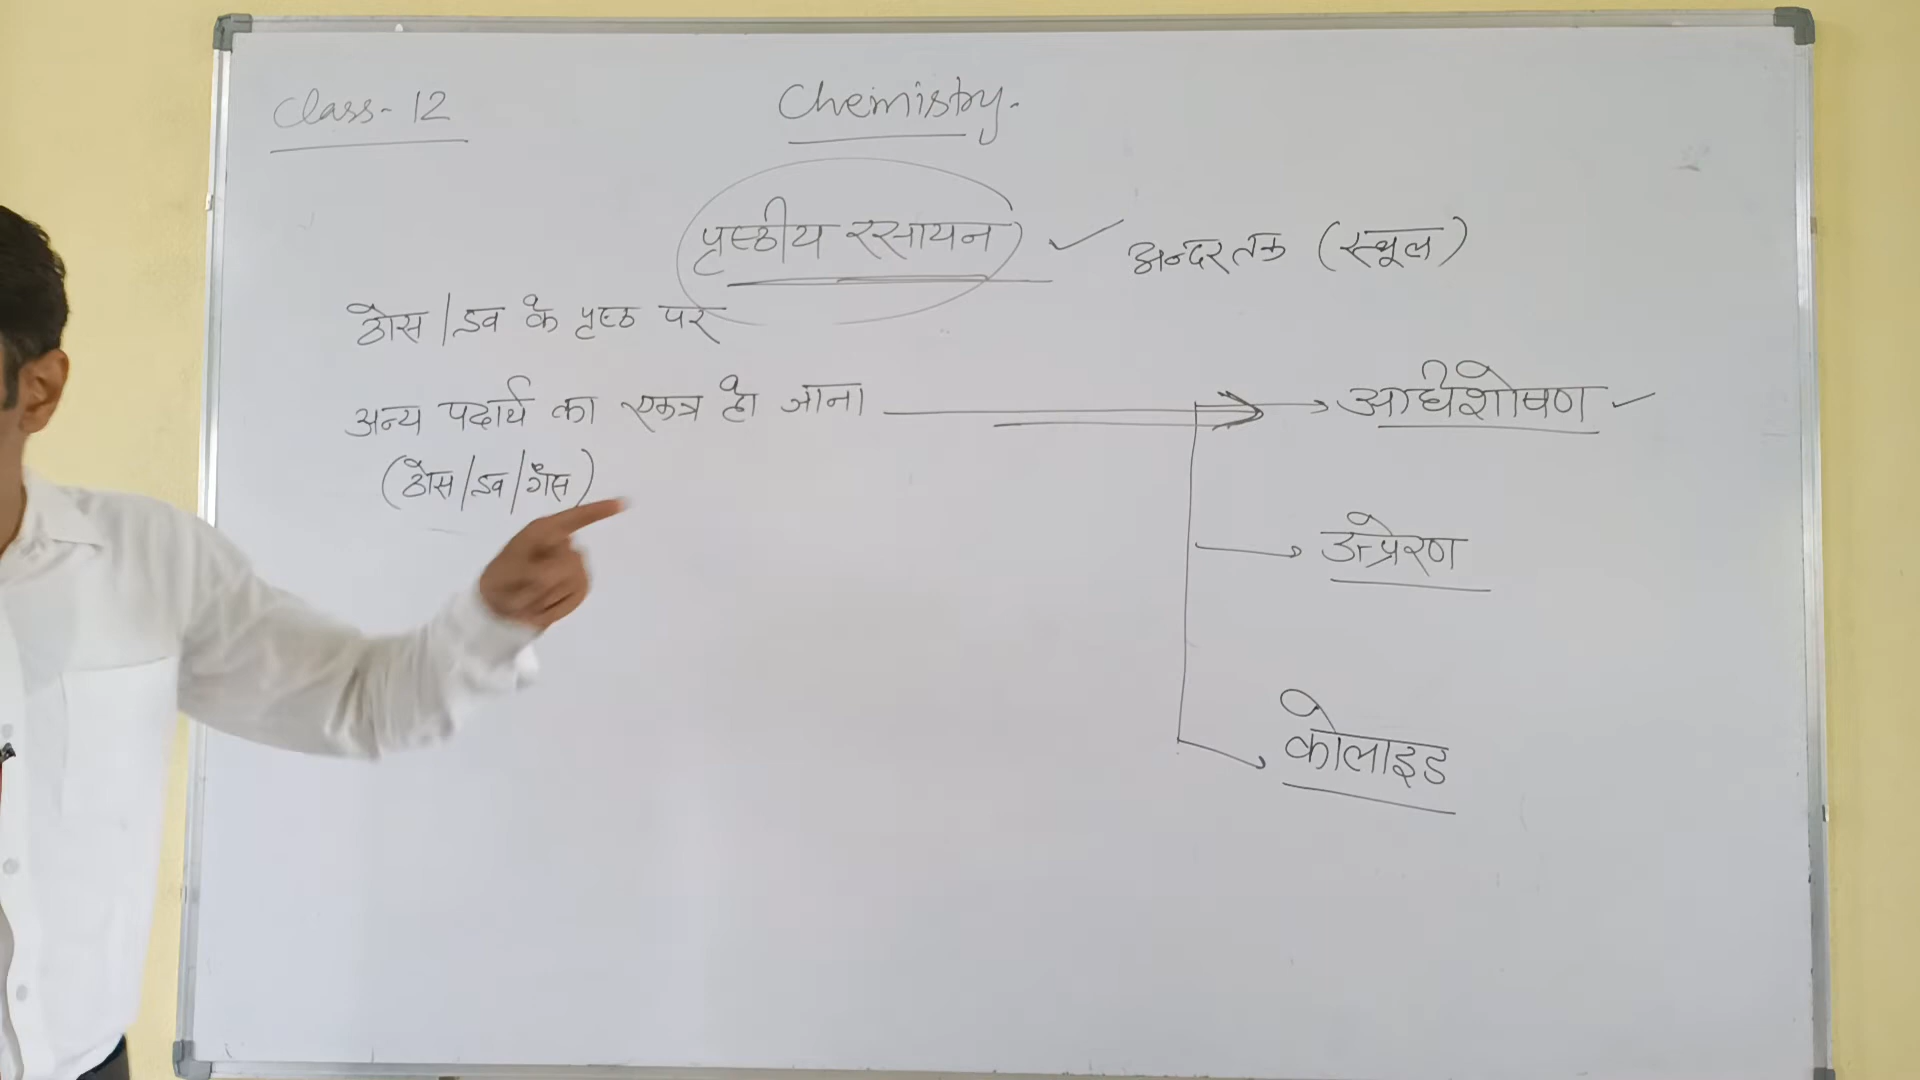 Class-12
Chemistry.
पृष्ठीय रसायन
अन्दर तक (स्थूल)
ठोस/द्रव के पृष्ठ पर
अन्य पदार्थ का एकत्र हो जाना
(ठोस/द्रव/गैस)
अधिशोषण
उत्प्रेरण
कोलाइड